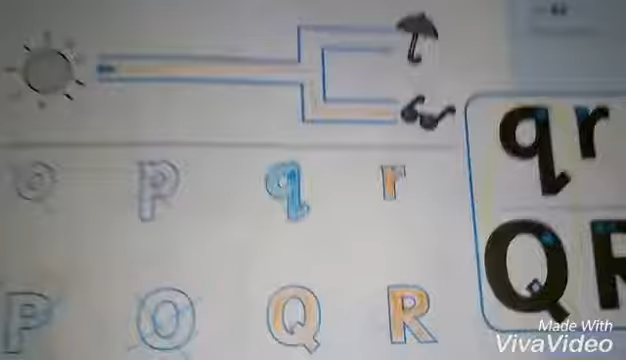 o p q r
P O Q R
q r
Q R
Made With
VivaVideo